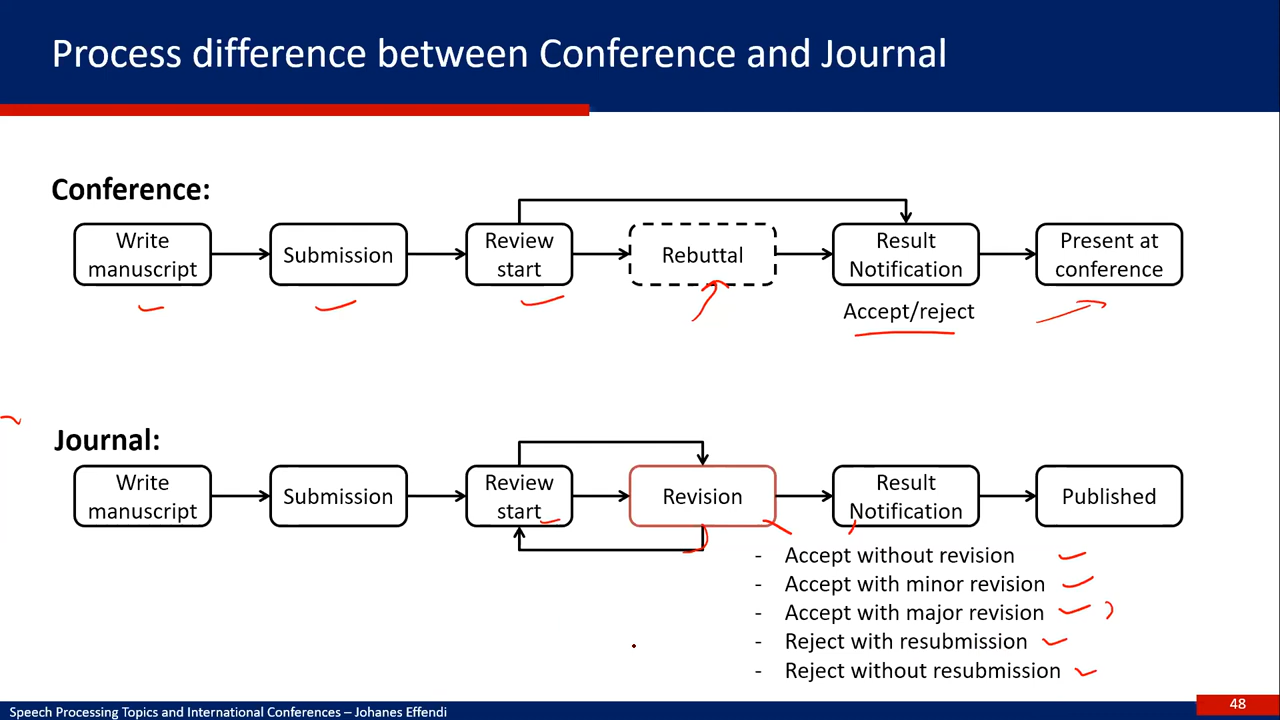 Process difference between Conference and Journal
Conference:
Write
manuscript
Submission
Review
start
Rebuttal
Result
Notification
Present at
conference
Accept/reject
Journal:
Write
manuscript
Submission
Review
start
Revision
Result
Notification
Published
- Accept without revision
- Accept with minor revision
- Accept with major revision
- Reject with resubmission
- Reject without resubmission
Speech Processing Topics and International Conferences – Johanes Effendi
48